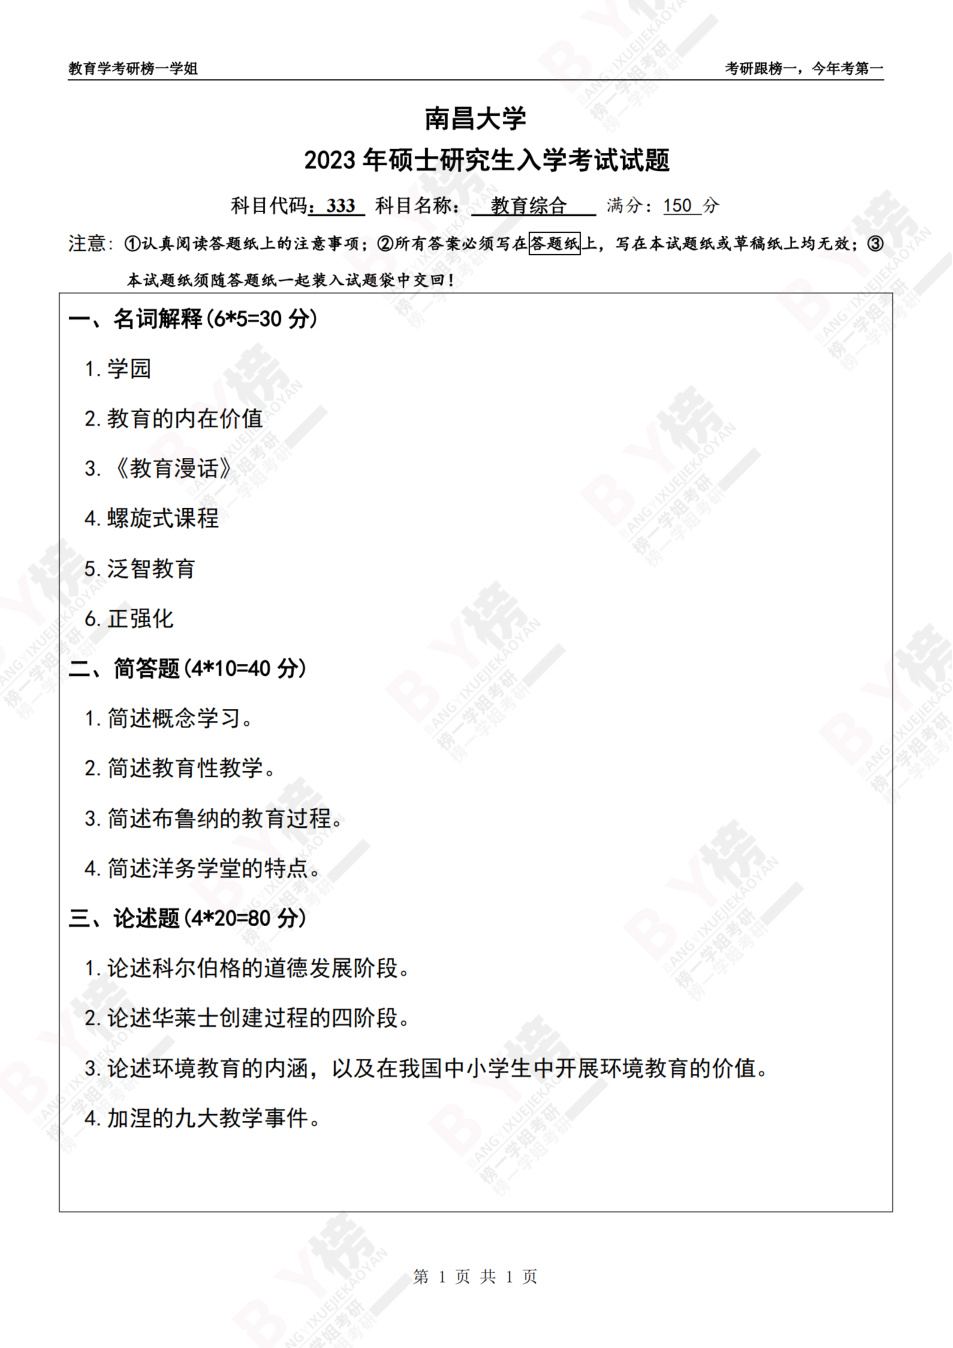 教育学考研榜一学姐 考研跟榜一，今年考第一
南昌大学
2023 年硕士研究生入学考试试题
科目代码：333 科目名称： 教育综合 满分：150 分
注意：①认真阅读答题纸上的注意事项；②所有答案必须写在答题纸上，写在本试题纸或草稿纸上均无效；③
本试题纸须随答题纸一起装入试题袋中交回！
一、名词解释(6*5=30 分)
1.学园
2.教育的内在价值
3.《教育漫话》
4.螺旋式课程
5.泛智教育
6.正强化
二、简答题(4*10=40 分)
1.简述概念学习。
2.简述教育性教学。
3.简述布鲁纳的教育过程。
4.简述洋务学堂的特点。
三、论述题(4*20=80 分)
1.论述科尔伯格的道德发展阶段。
2.论述华莱士创建过程的四阶段。
3.论述环境教育的内涵，以及在我国中小学生中开展环境教育的价值。
4.加涅的九大教学事件。
第 1 页 共 1 页
BY榜
BANGYIXUEJIEKAOYAN
榜一学姐考研